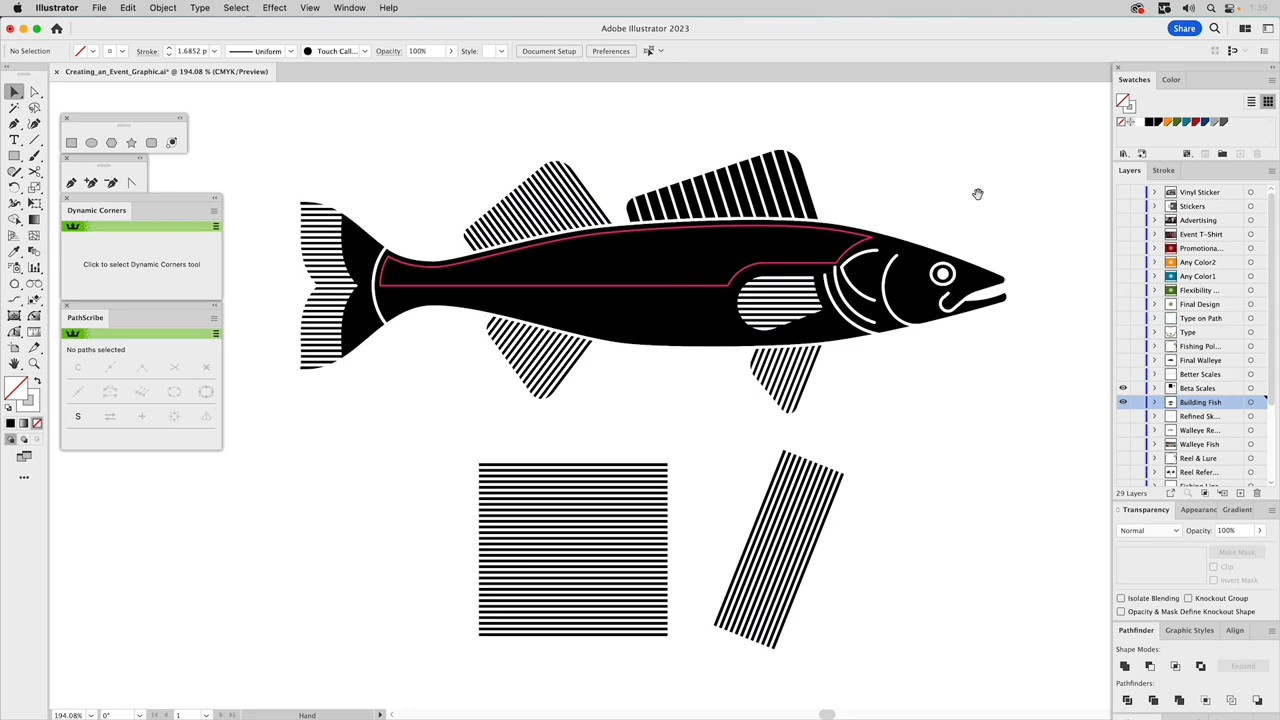 Illustrator File Edit Object Type Select Effect View Window Help 1:39
Adobe Illustrator 2023
Share
No Selection Stroke: 1.6852 p Uniform Touch Call... Opacity: 100% Style: Document Setup Preferences
× Creating_an_Event_Graphic.ai* @ 194.08 % (CMYK/Preview)
Swatches Color
Layers Stroke
Vinyl Sticker
Stickers
Advertising
Event T-Shirt
Promotiona...
Any Color2
Any Color1
Flexibility ...
Final Design
Type on Path
Type
Fishing Pol...
Final Walleye
Better Scales
Beta Scales
Building Fish
Refined Sk...
Walleye Re...
Walleye Fish
Reel & Lure
Reel Refer...
29 Layers
Dynamic Corners
Click to select Dynamic Corners tool
PathScribe
No paths selected
Transparency Appearanc Gradient
Normal Opacity: 100%
Make Mask
Clip
Invert Mask
Isolate Blending Knockout Group
Opacity & Mask Define Knockout Shape
Pathfinder Graphic Styles Align
Shape Modes:
Expand
Pathfinders:
194.08% 0° 1 Hand